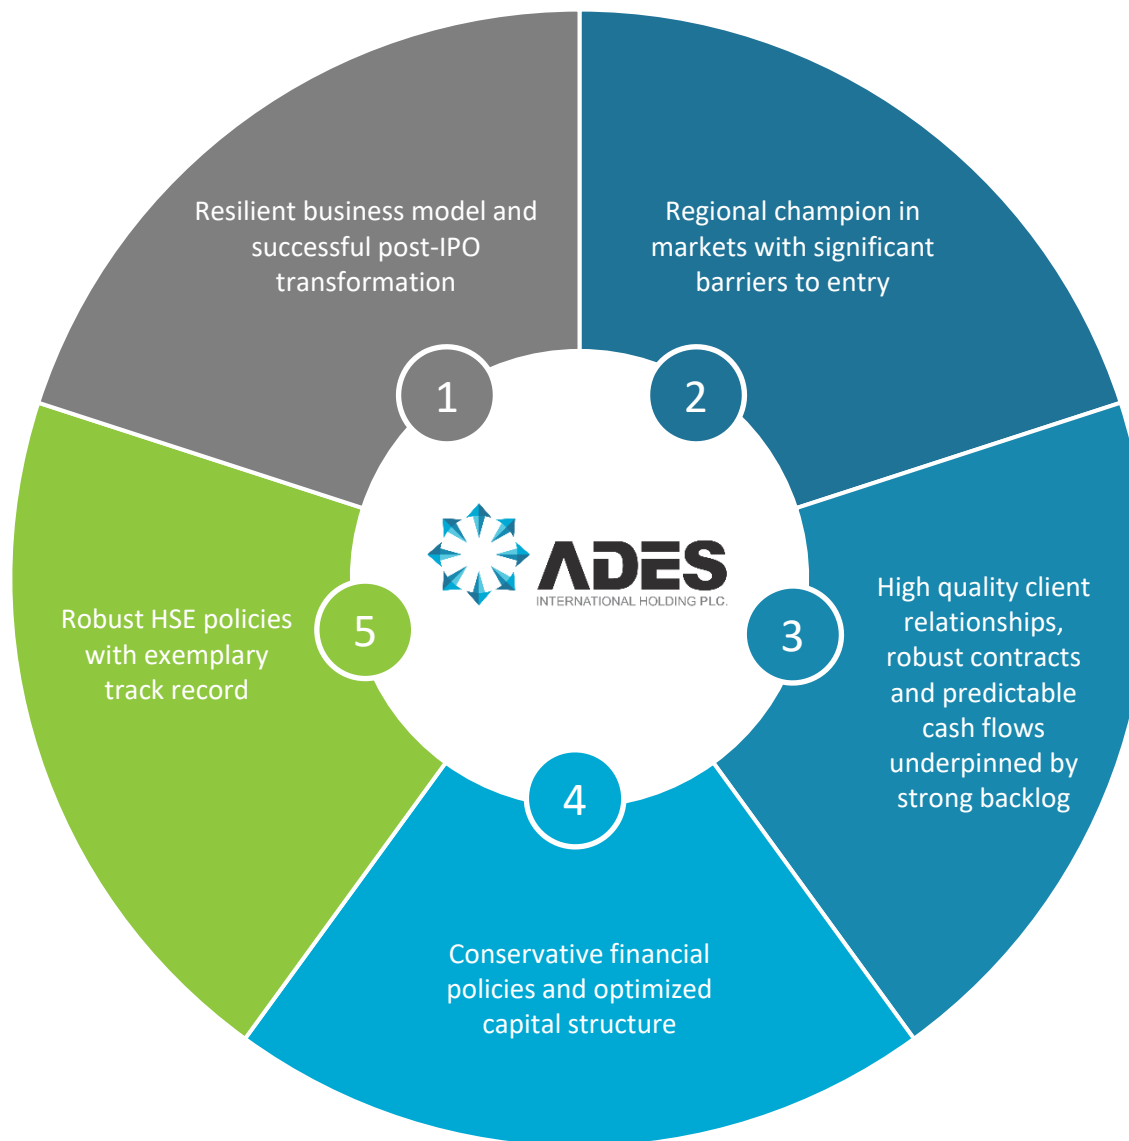 Resilient business model and
successful post-IPO
transformation
1
Regional champion in
markets with significant
barriers to entry
2
High quality client
relationships,
robust contracts
and predictable
cash flows
underpinned by
strong backlog
3
Conservative financial
policies and optimized
capital structure
4
Robust HSE policies
with exemplary
track record
5
ADES
INTERNATIONAL HOLDING PLC.